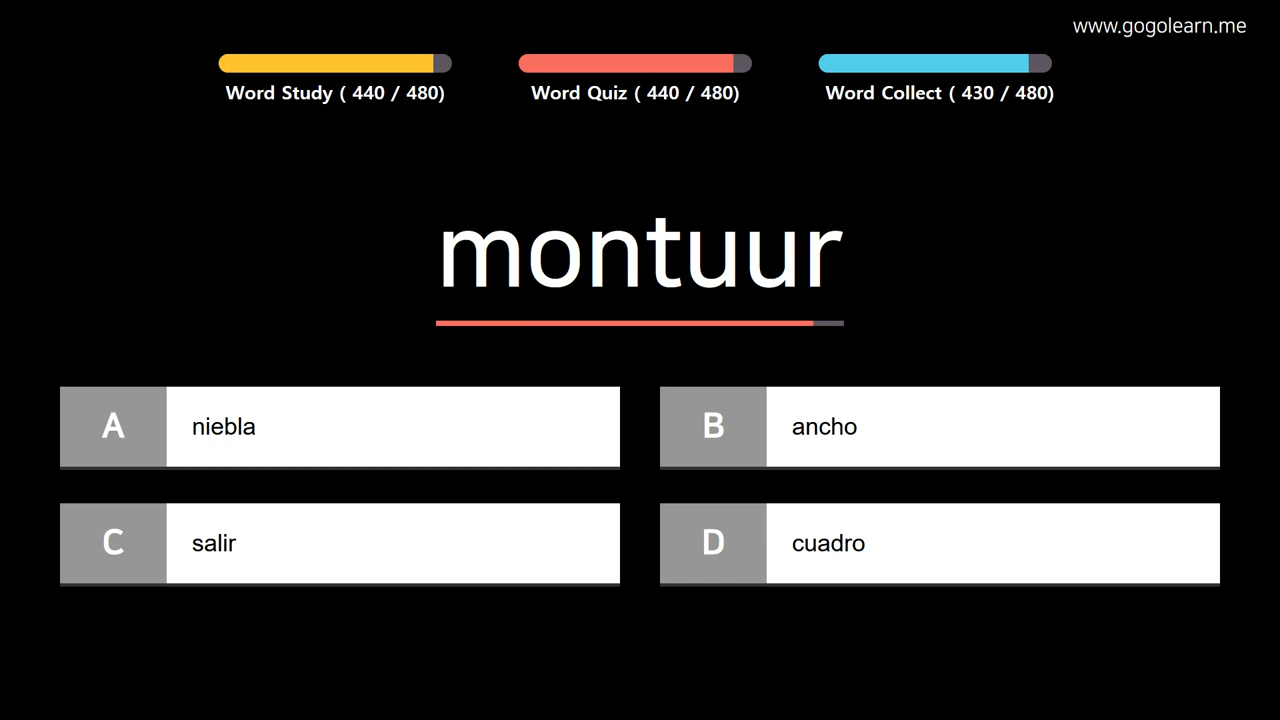 www.gogolearn.me
Word Study ( 440 / 480)
Word Quiz ( 440 / 480)
Word Collect ( 430 / 480)
montuur
A niebla
B ancho
C salir
D cuadro